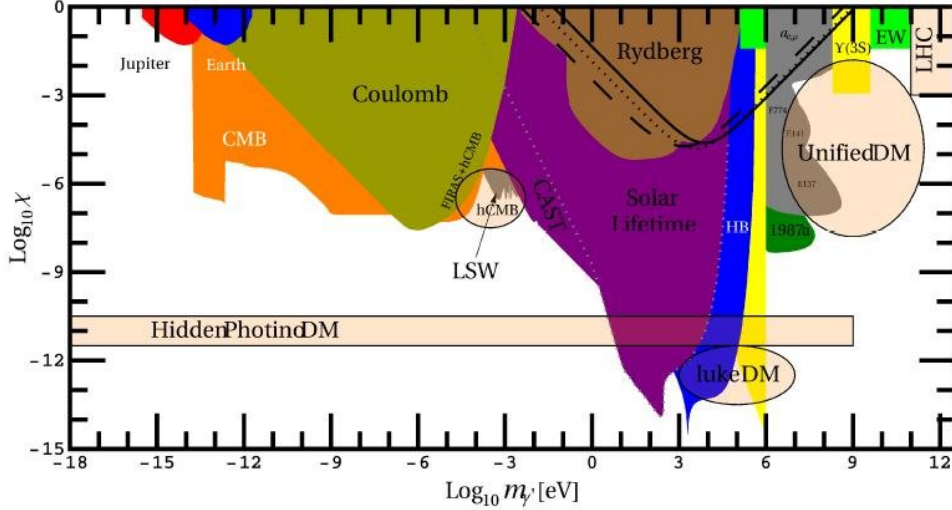 0
-3
-6
-9
-12
-15
Log10 χ
Jupiter
Earth
CMB
Coulomb
FIRAS+hCMB
hCMB
LSW
CAST
Rydberg
Solar
Lifetime
HB
EW
LHC
ae,μ
Υ(3S)
E774
E141
E137
1987a
UnifiedDM
HiddenPhotinoDM
lukeDM
-18
-15
-12
-9
-6
-3
0
3
6
9
12
Log10 mγ' [eV]